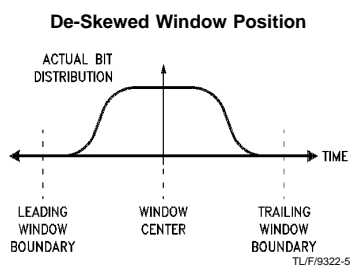 De-Skewed Window Position
ACTUAL BIT
DISTRIBUTION
TIME
LEADING
WINDOW
BOUNDARY
WINDOW
CENTER
TRAILING
WINDOW
BOUNDARY
TL/F/9322-5